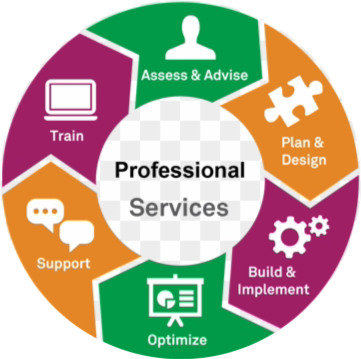 Assess & Advise
Plan &
Design
Build &
Implement
Optimize
Support
Train
Professional
Services